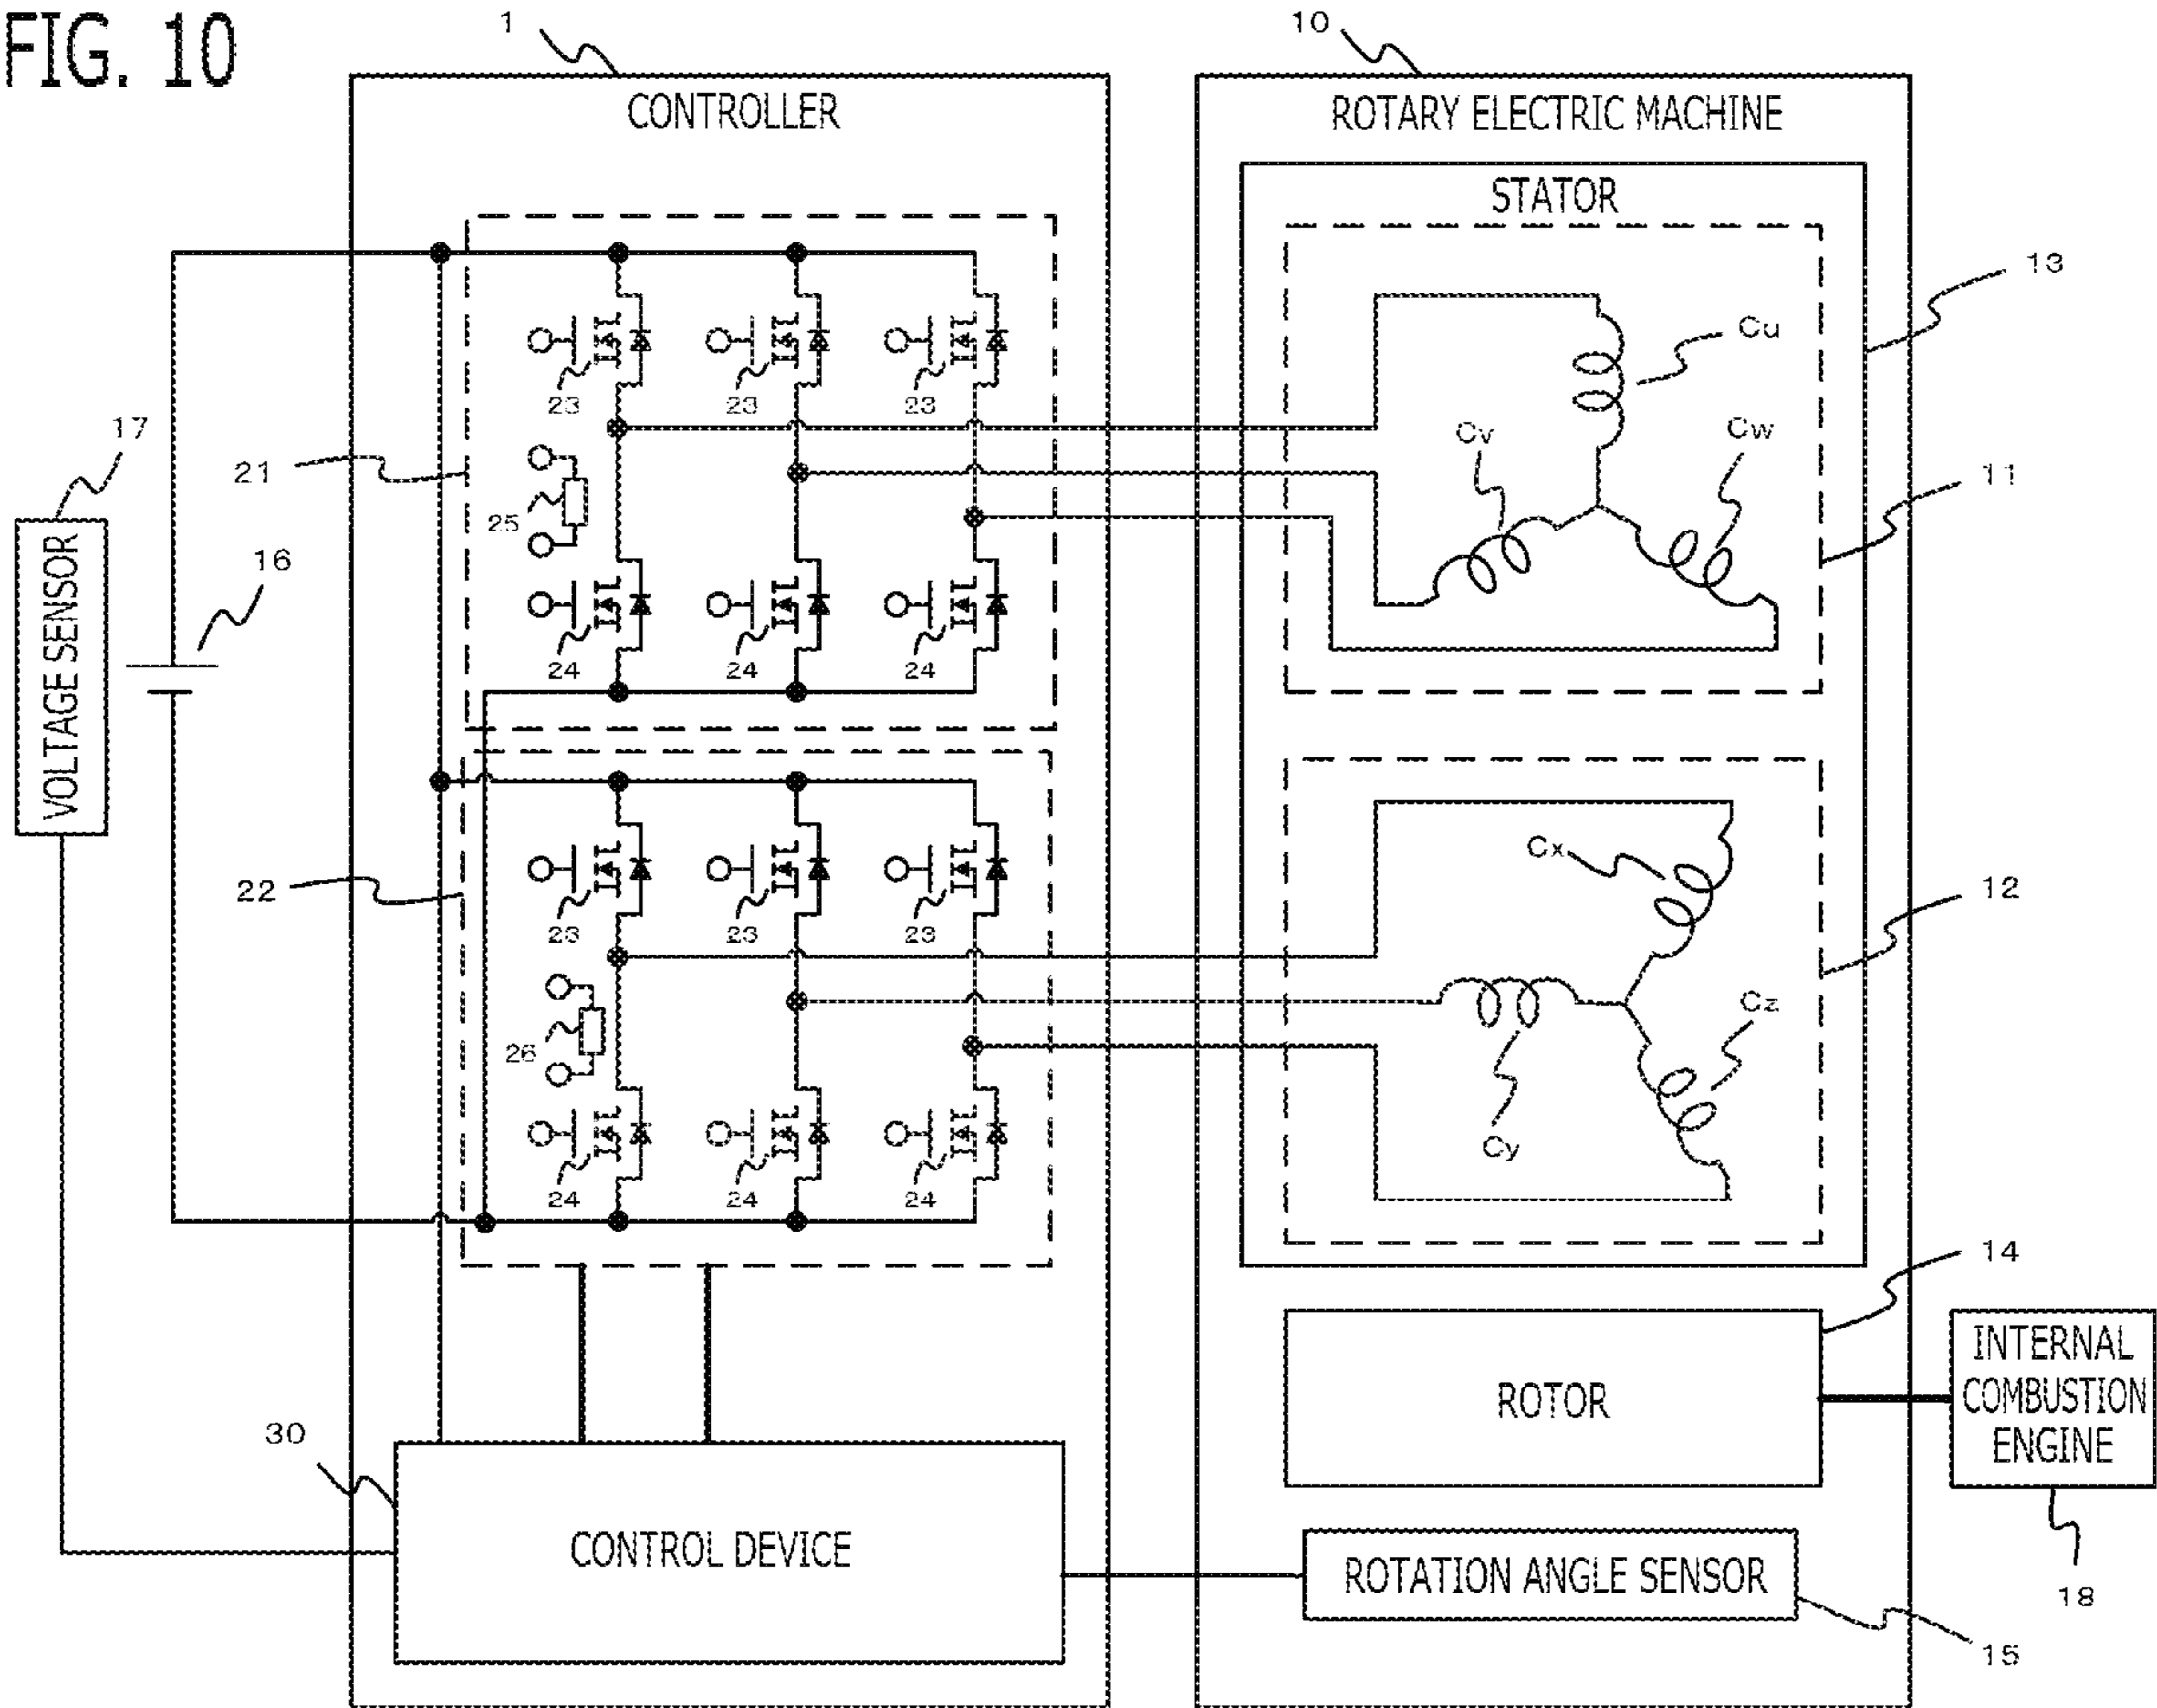 FIG. 10
1
10
CONTROLLER
ROTARY ELECTRIC MACHINE
STATOR
13
Cu
23
23
23
17
Cv
Cw
21
11
25
VOLTAGE SENSOR
16
24
24
24
Cx
22
12
23
23
23
Cz
26
Cy
24
24
24
14
INTERNAL
COMBUSTION
ENGINE
ROTOR
30
CONTROL DEVICE
ROTATION ANGLE SENSOR
18
15